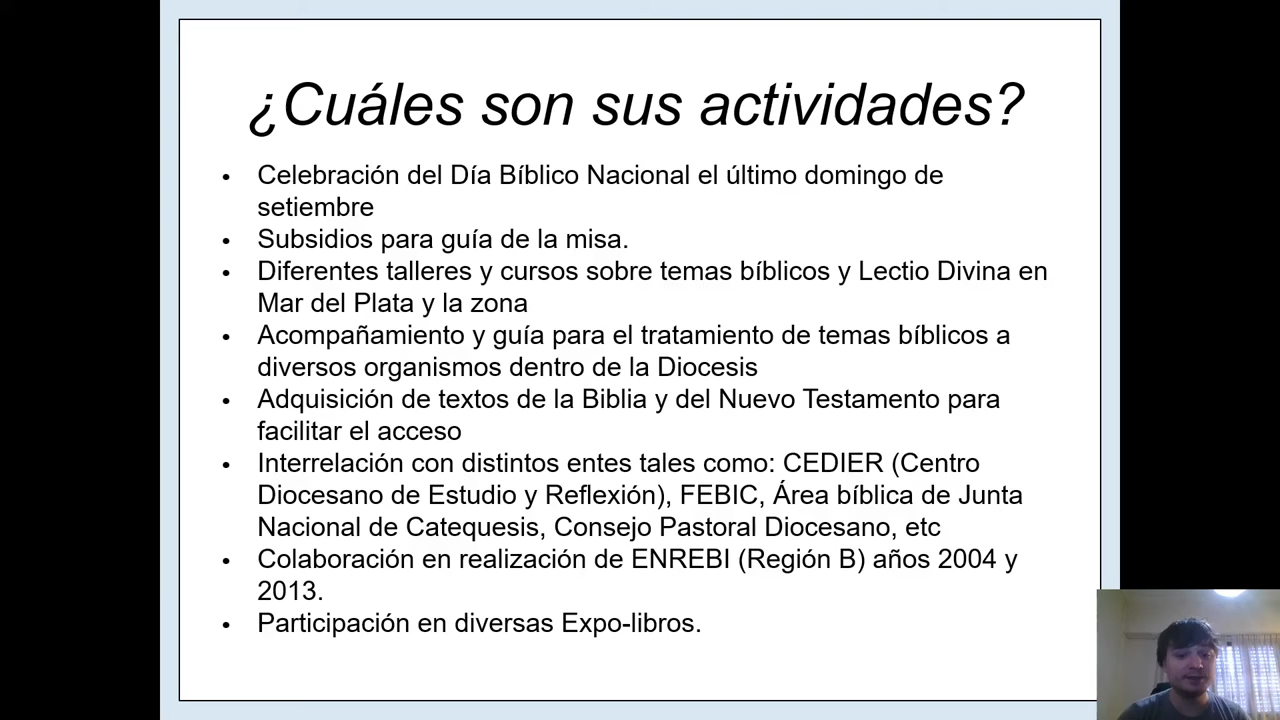 ¿Cuáles son sus actividades?
• Celebración del Día Bíblico Nacional el último domingo de
setiembre
• Subsidios para guía de la misa.
• Diferentes talleres y cursos sobre temas bíblicos y Lectio Divina en
Mar del Plata y la zona
• Acompañamiento y guía para el tratamiento de temas bíblicos a
diversos organismos dentro de la Diocesis
• Adquisición de textos de la Biblia y del Nuevo Testamento para
facilitar el acceso
• Interrelación con distintos entes tales como: CEDIER (Centro
Diocesano de Estudio y Reflexión), FEBIC, Área bíblica de Junta
Nacional de Catequesis, Consejo Pastoral Diocesano, etc
• Colaboración en realización de ENREBI (Región B) años 2004 y
2013.
• Participación en diversas Expo-libros.